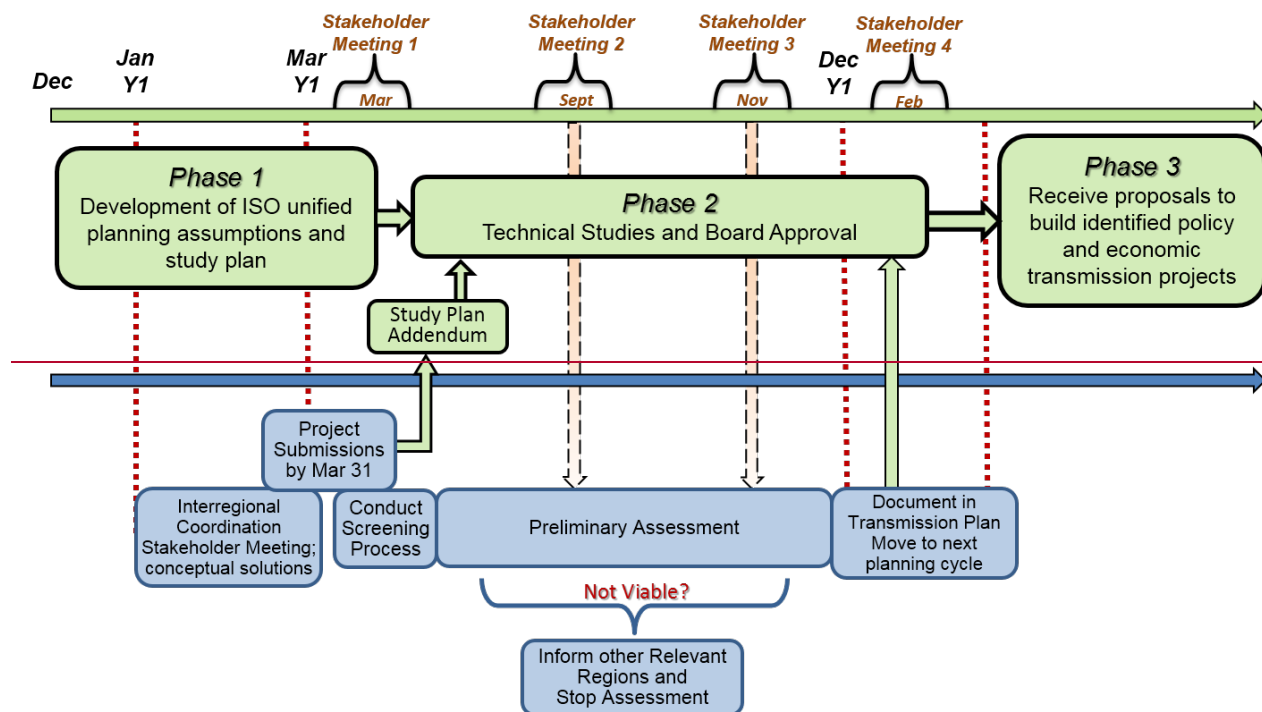 Stakeholder
Meeting 1
Stakeholder
Meeting 2
Stakeholder
Meeting 3
Stakeholder
Meeting 4
Dec
Jan
Y1
Mar
Y1
Dec
Y1
Mar
Sept
Nov
Feb
Phase 1
Development of ISO unified
planning assumptions and
study plan
Phase 2
Technical Studies and Board Approval
Phase 3
Receive proposals to
build identified policy
and economic
transmission projects
Study Plan
Addendum
Project
Submissions
by Mar 31
Interregional
Coordination
Stakeholder Meeting;
conceptual solutions
Conduct
Screening
Process
Preliminary Assessment
Document in
Transmission Plan
Move to next
planning cycle
Not Viable?
Inform other Relevant
Regions and
Stop Assessment